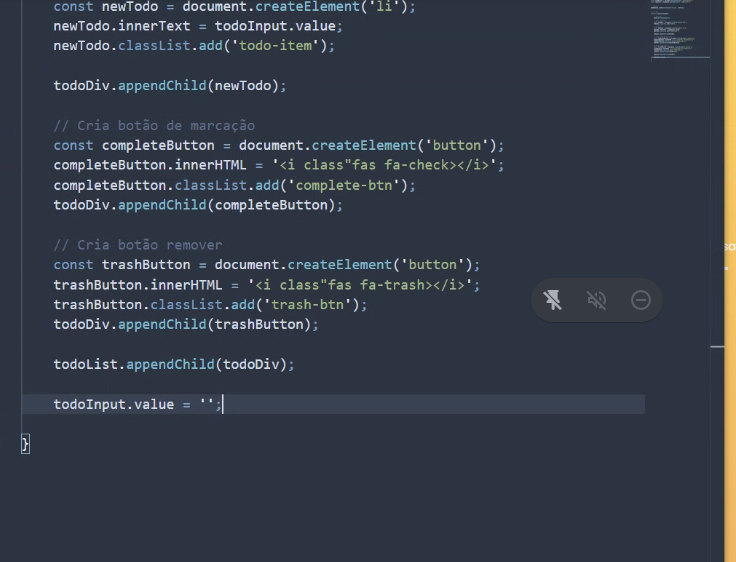 const newTodo = document.createElement('li');
newTodo.innerText = todoInput.value;
newTodo.classList.add('todo-item');
todoDiv.appendChild(newTodo);
// Cria botão de marcação
const completeButton = document.createElement('button');
completeButton.innerHTML = '<i class"fas fa-check></i>';
completeButton.classList.add('complete-btn');
todoDiv.appendChild(completeButton);
// Cria botão remover
const trashButton = document.createElement('button');
trashButton.innerHTML = '<i class"fas fa-trash></i>';
trashButton.classList.add('trash-btn');
todoDiv.appendChild(trashButton);
todoList.appendChild(todoDiv);
todoInput.value = '';
}